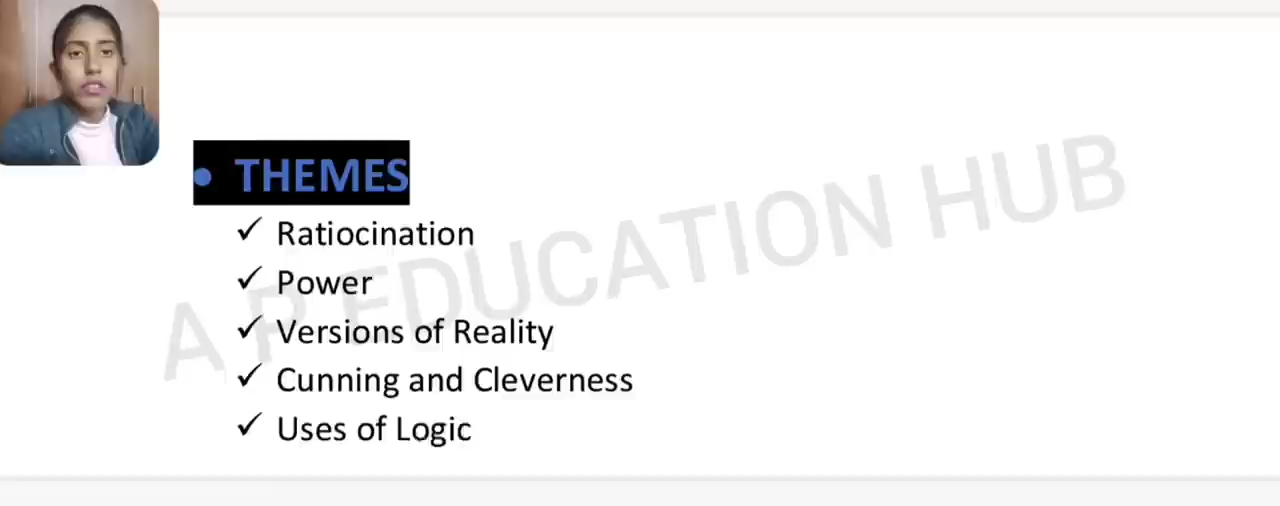 • THEMES
✓ Ratiocination
✓ Power
✓ Versions of Reality
✓ Cunning and Cleverness
✓ Uses of Logic
A P EDUCATION HUB